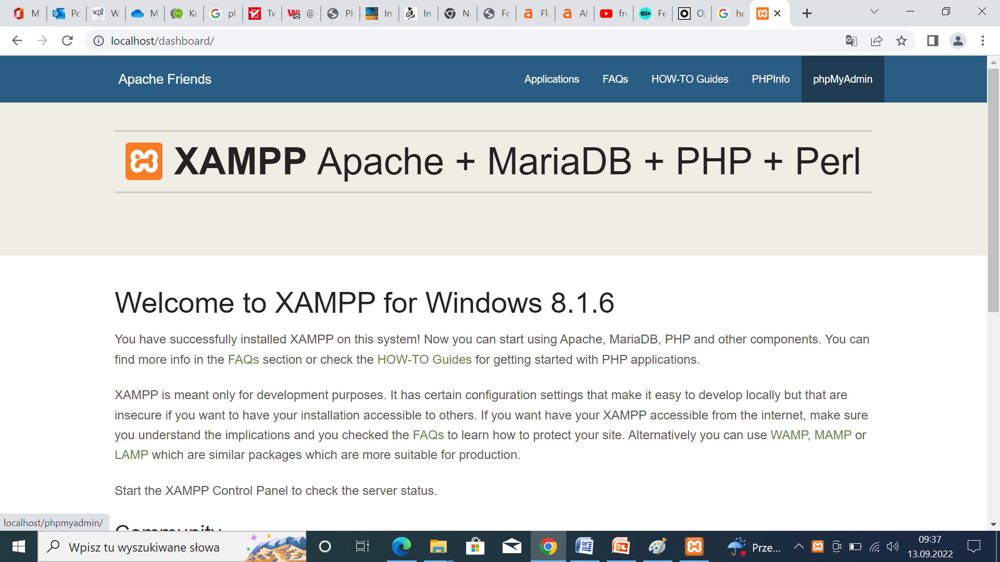 M
Po
WZR W
M
Ko
ph
Tv
WP @
Pl
In
In
N
Fo
a Fl
a Al
fre
olx Fe
O
he
localhost/dashboard/
Apache Friends
Applications
FAQs
HOW-TO Guides
PHPInfo
phpMyAdmin
XAMPP Apache + MariaDB + PHP + Perl
Welcome to XAMPP for Windows 8.1.6
You have successfully installed XAMPP on this system! Now you can start using Apache, MariaDB, PHP and other components. You can
find more info in the FAQs section or check the HOW-TO Guides for getting started with PHP applications.
XAMPP is meant only for development purposes. It has certain configuration settings that make it easy to develop locally but that are
insecure if you want to have your installation accessible to others. If you want have your XAMPP accessible from the internet, make sure
you understand the implications and you checked the FAQs to learn how to protect your site. Alternatively you can use WAMP, MAMP or
LAMP which are similar packages which are more suitable for production.
Start the XAMPP Control Panel to check the server status.
Community
localhost/phpmyadmin/
Wpisz tu wyszukiwane słowa
Prze...
09:37
13.09.2022